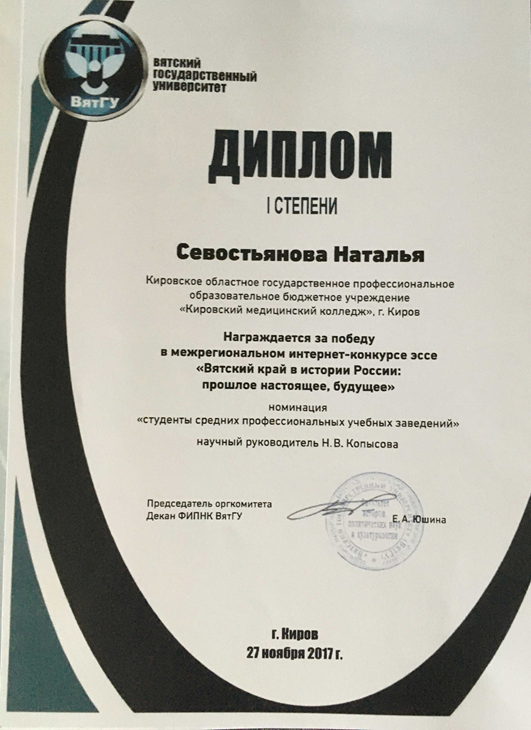 вятский
государственный
университет
ВятГУ
ДИПЛОМ
I СТЕПЕНИ
Севостьянова Наталья
Кировское областное государственное профессиональное
образовательное бюджетное учреждение
«Кировский медицинский колледж», г. Киров
Награждается за победу
в межрегиональном интернет-конкурсе эссе
«Вятский край в истории России:
прошлое настоящее, будущее»
номинация
«студенты средних профессиональных учебных заведений»
научный руководитель Н. В. Копысова
Председатель оргкомитета
Декан ФИПНК ВятГУ
Е. А. Юшина
г. Киров
27 ноября 2017 г.